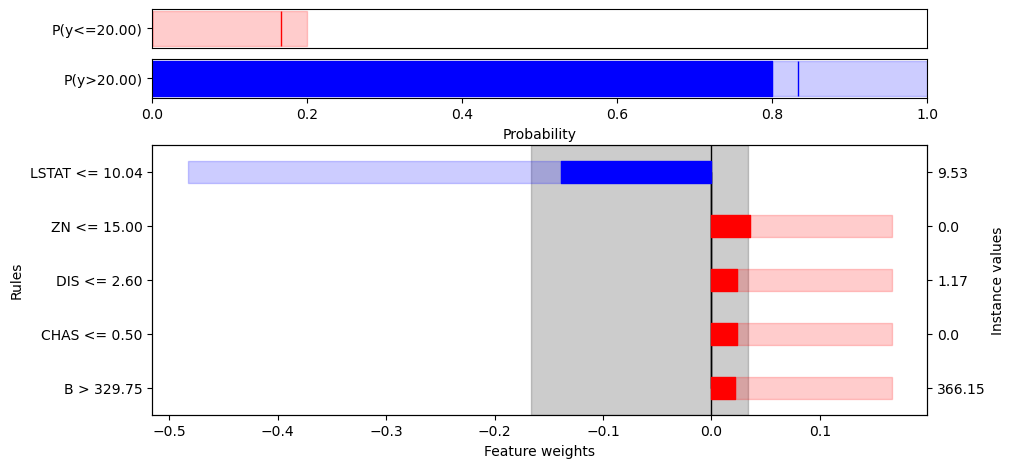 P(y<=20.00)
P(y>20.00)
0.0 0.2 0.4 0.6 0.8 1.0
Probability
LSTAT <= 10.04 9.53
ZN <= 15.00 0.0
DIS <= 2.60 1.17
CHAS <= 0.50 0.0
B > 329.75 366.15
Rules
Instance values
−0.5 −0.4 −0.3 −0.2 −0.1 0.0 0.1
Feature weights